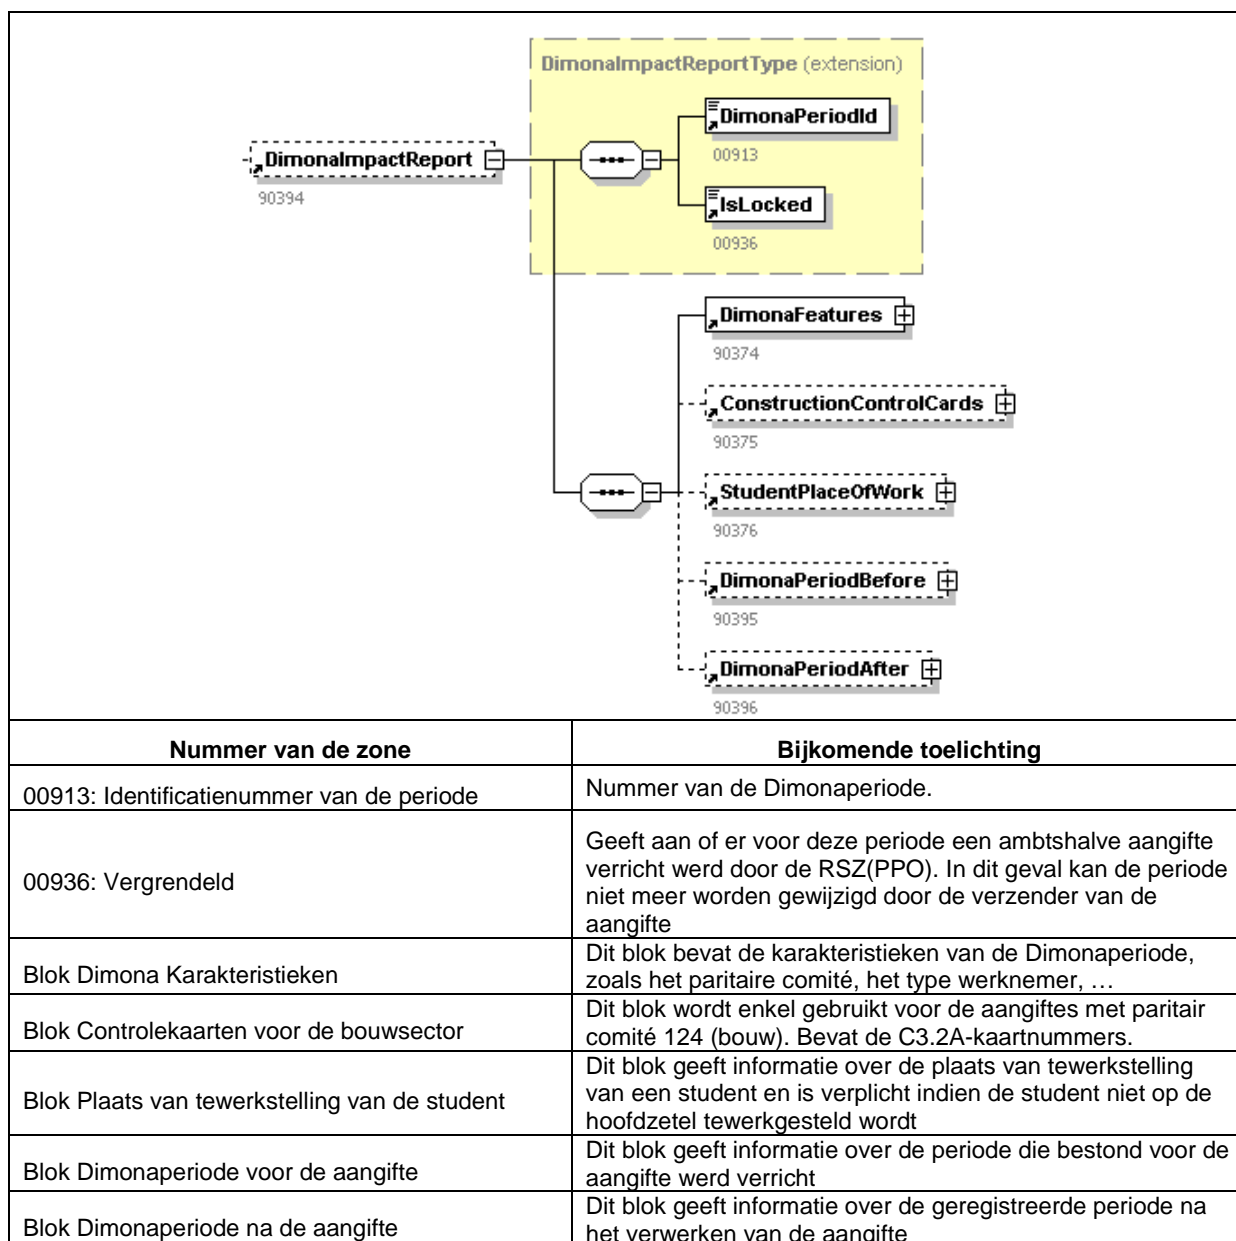 DimonaImpactReportType (extension)
DimonaPeriodId
00913
DimonaImpactReport
90394
IsLocked
00936
DimonaFeatures
90374
ConstructionControlCards
90375
StudentPlaceOfWork
90376
DimonaPeriodBefore
90395
DimonaPeriodAfter
90396
Nummer van de zone
Bijkomende toelichting
00913: Identificatienummer van de periode
Nummer van de Dimonaperiode.
00936: Vergrendeld
Geeft aan of er voor deze periode een ambtshalve aangifte
verricht werd door de RSZ(PPO). In dit geval kan de periode
niet meer worden gewijzigd door de verzender van de
aangifte
Blok Dimona Karakteristieken
Dit blok bevat de karakteristieken van de Dimonaperiode,
zoals het paritaire comité, het type werknemer, …
Blok Controlekaarten voor de bouwsector
Dit blok wordt enkel gebruikt voor de aangiftes met paritair
comité 124 (bouw). Bevat de C3.2A-kaartnummers.
Blok Plaats van tewerkstelling van de student
Dit blok geeft informatie over de plaats van tewerkstelling
van een student en is verplicht indien de student niet op de
hoofdzetel tewerkgesteld wordt
Blok Dimonaperiode voor de aangifte
Dit blok geeft informatie over de periode die bestond voor de
aangifte werd verricht
Blok Dimonaperiode na de aangifte
Dit blok geeft informatie over de geregistreerde periode na
het verwerken van de aangifte